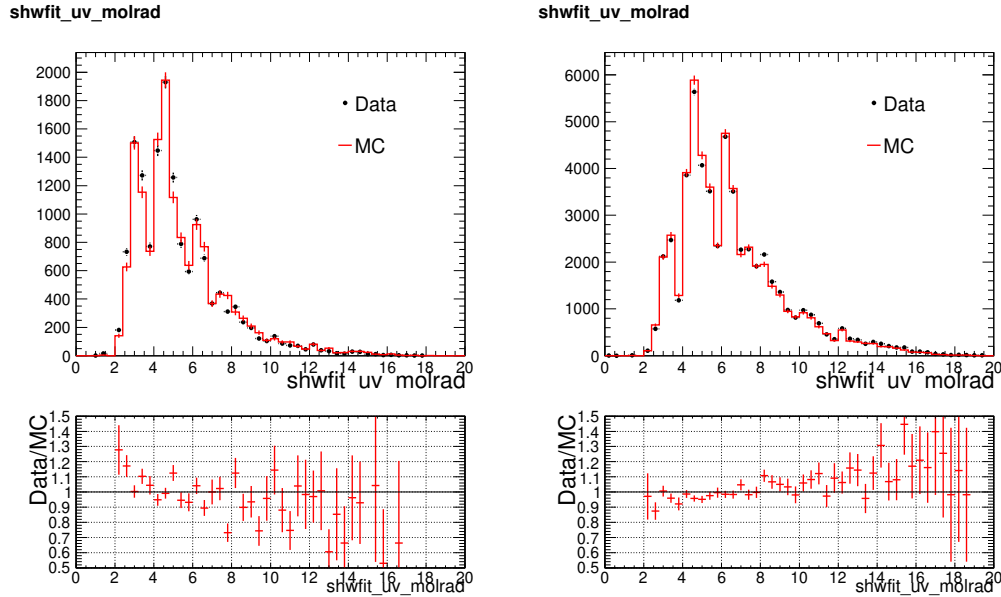 shwfit_uv_molrad
2000
1800
1600
1400
1200
1000
800
600
400
200
0
Data
MC
0 2 4 6 8 10 12 14 16 18 20
shwfit_uv_molrad
Data/MC
1.5
1.4
1.3
1.2
1.1
1
0.9
0.8
0.7
0.6
0.5
0 2 4 6 8 10 12 14 16 18 20
shwfit_uv_molrad
shwfit_uv_molrad
6000
5000
4000
3000
2000
1000
0
Data
MC
0 2 4 6 8 10 12 14 16 18 20
shwfit_uv_molrad
Data/MC
1.5
1.4
1.3
1.2
1.1
1
0.9
0.8
0.7
0.6
0.5
0 2 4 6 8 10 12 14 16 18 20
shwfit_uv_molrad